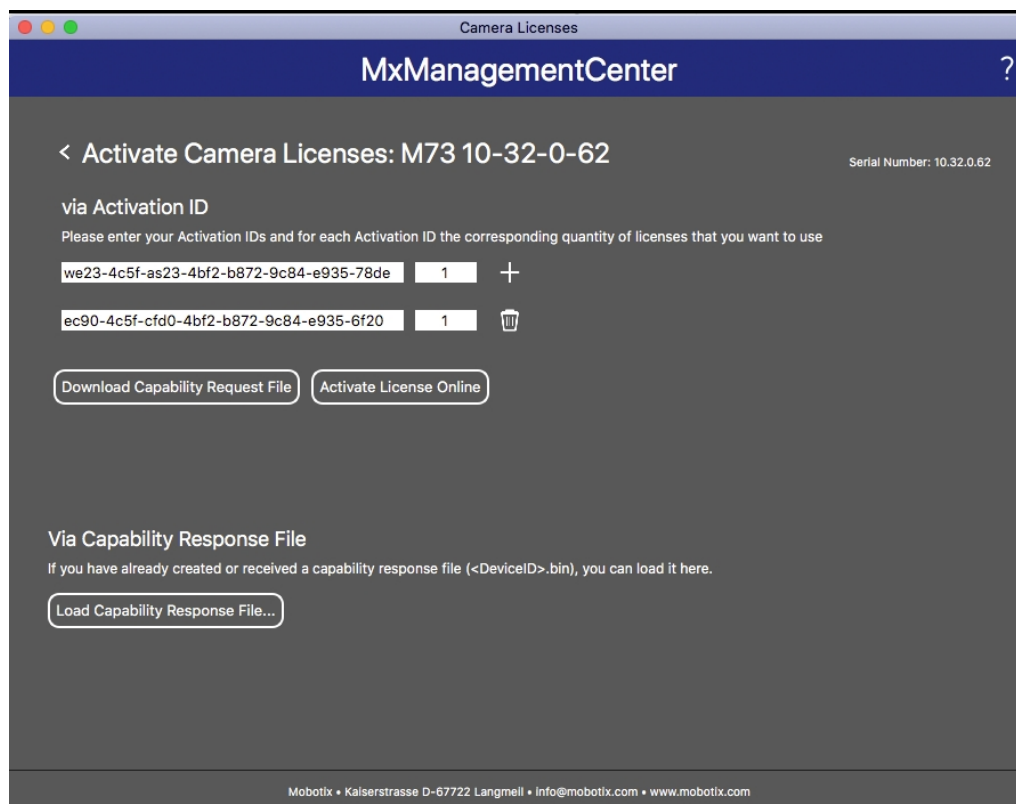 Camera Licenses
MxManagementCenter
?
< Activate Camera Licenses: M73 10-32-0-62
Serial Number: 10.32.0.62
via Activation ID
Please enter your Activation IDs and for each Activation ID the corresponding quantity of licenses that you want to use
we23-4c5f-as23-4bf2-b872-9c84-e935-78de 1 +
ec90-4c5f-cfd0-4bf2-b872-9c84-e935-6f20 1
Download Capability Request File Activate License Online
Via Capability Response File
If you have already created or received a capability response file (<DeviceID>.bin), you can load it here.
Load Capability Response File...
Mobotix • Kaiserstrasse D-67722 Langmeil • info@mobotix.com • www.mobotix.com